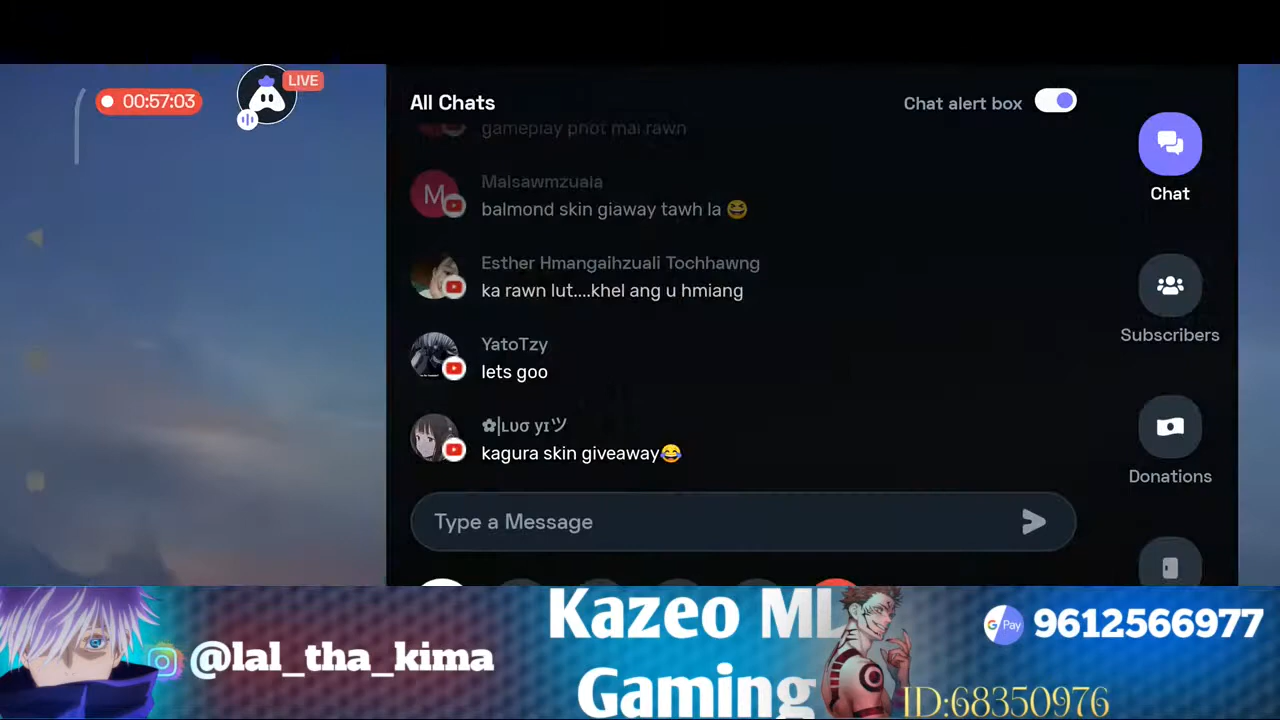 00:57:03
LIVE
All Chats
Chat alert box
gameplay phot mai rawn
Malsawmzuala
balmond skin giaway tawh la 😆
Esther Hmangaihzuali Tochhawng
ka rawn lut....khel ang u hmiang
YatoTzy
lets goo
✿|ʟυσ yɪツ
kagura skin giveaway😂
Type a Message
Chat
Subscribers
Donations
M
@lal_tha_kima
Kazeo ML
Gaming
G Pay 9612566977
ID:68350976